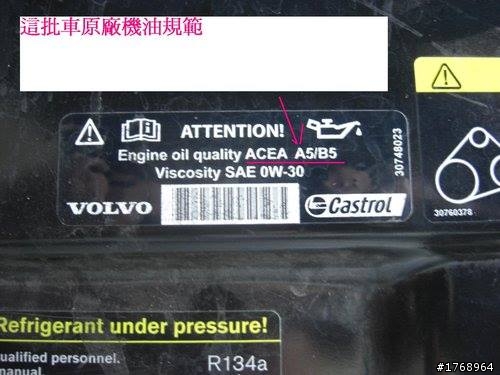 這批車原廠機油規範
ATTENTION!
Engine oil quality ACEA A5/B5
Viscosity SAE 0W-30
VOLVO
Castrol
30748023
30760378
Refrigerant under pressure!
ualified personnel.
manual.
R134a
#1768964